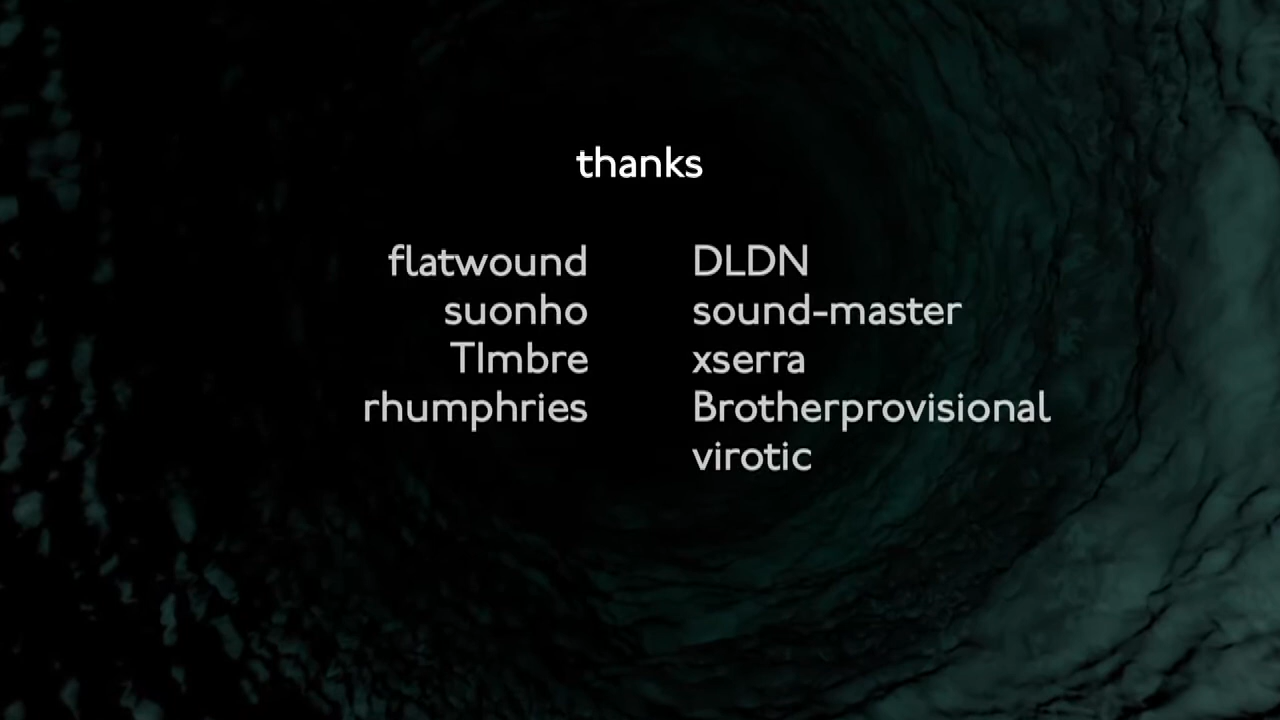 thanks
flatwound DLDN
suonho sound-master
TImbre xserra
rhumphries Brotherprovisional
virotic